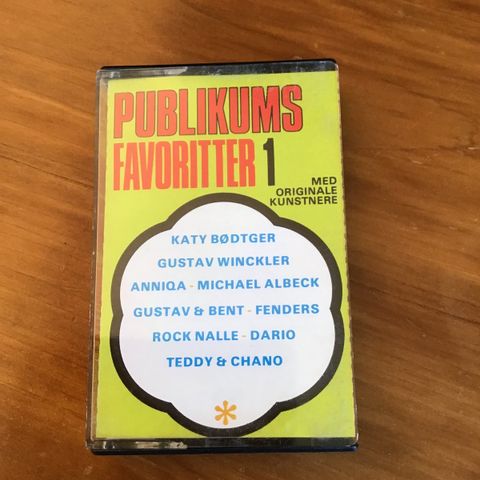 PUBLIKUMS
FAVORITTER 1
MED
ORIGINALE
KUNSTNERE
KATY BØDTGER
GUSTAV WINCKLER
ANNIQA - MICHAEL ALBECK
GUSTAV & BENT - FENDERS
ROCK NALLE - DARIO
TEDDY & CHANO